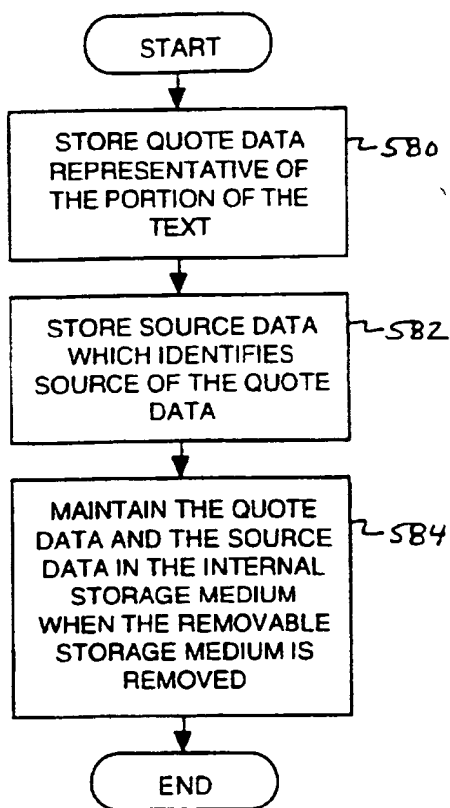 START
STORE QUOTE DATA
REPRESENTATIVE OF
THE PORTION OF THE
TEXT
580
STORE SOURCE DATA
WHICH IDENTIFIES
SOURCE OF THE QUOTE
DATA
582
MAINTAIN THE QUOTE
DATA AND THE SOURCE
DATA IN THE INTERNAL
STORAGE MEDIUM
WHEN THE REMOVABLE
STORAGE MEDIUM IS
REMOVED
584
END